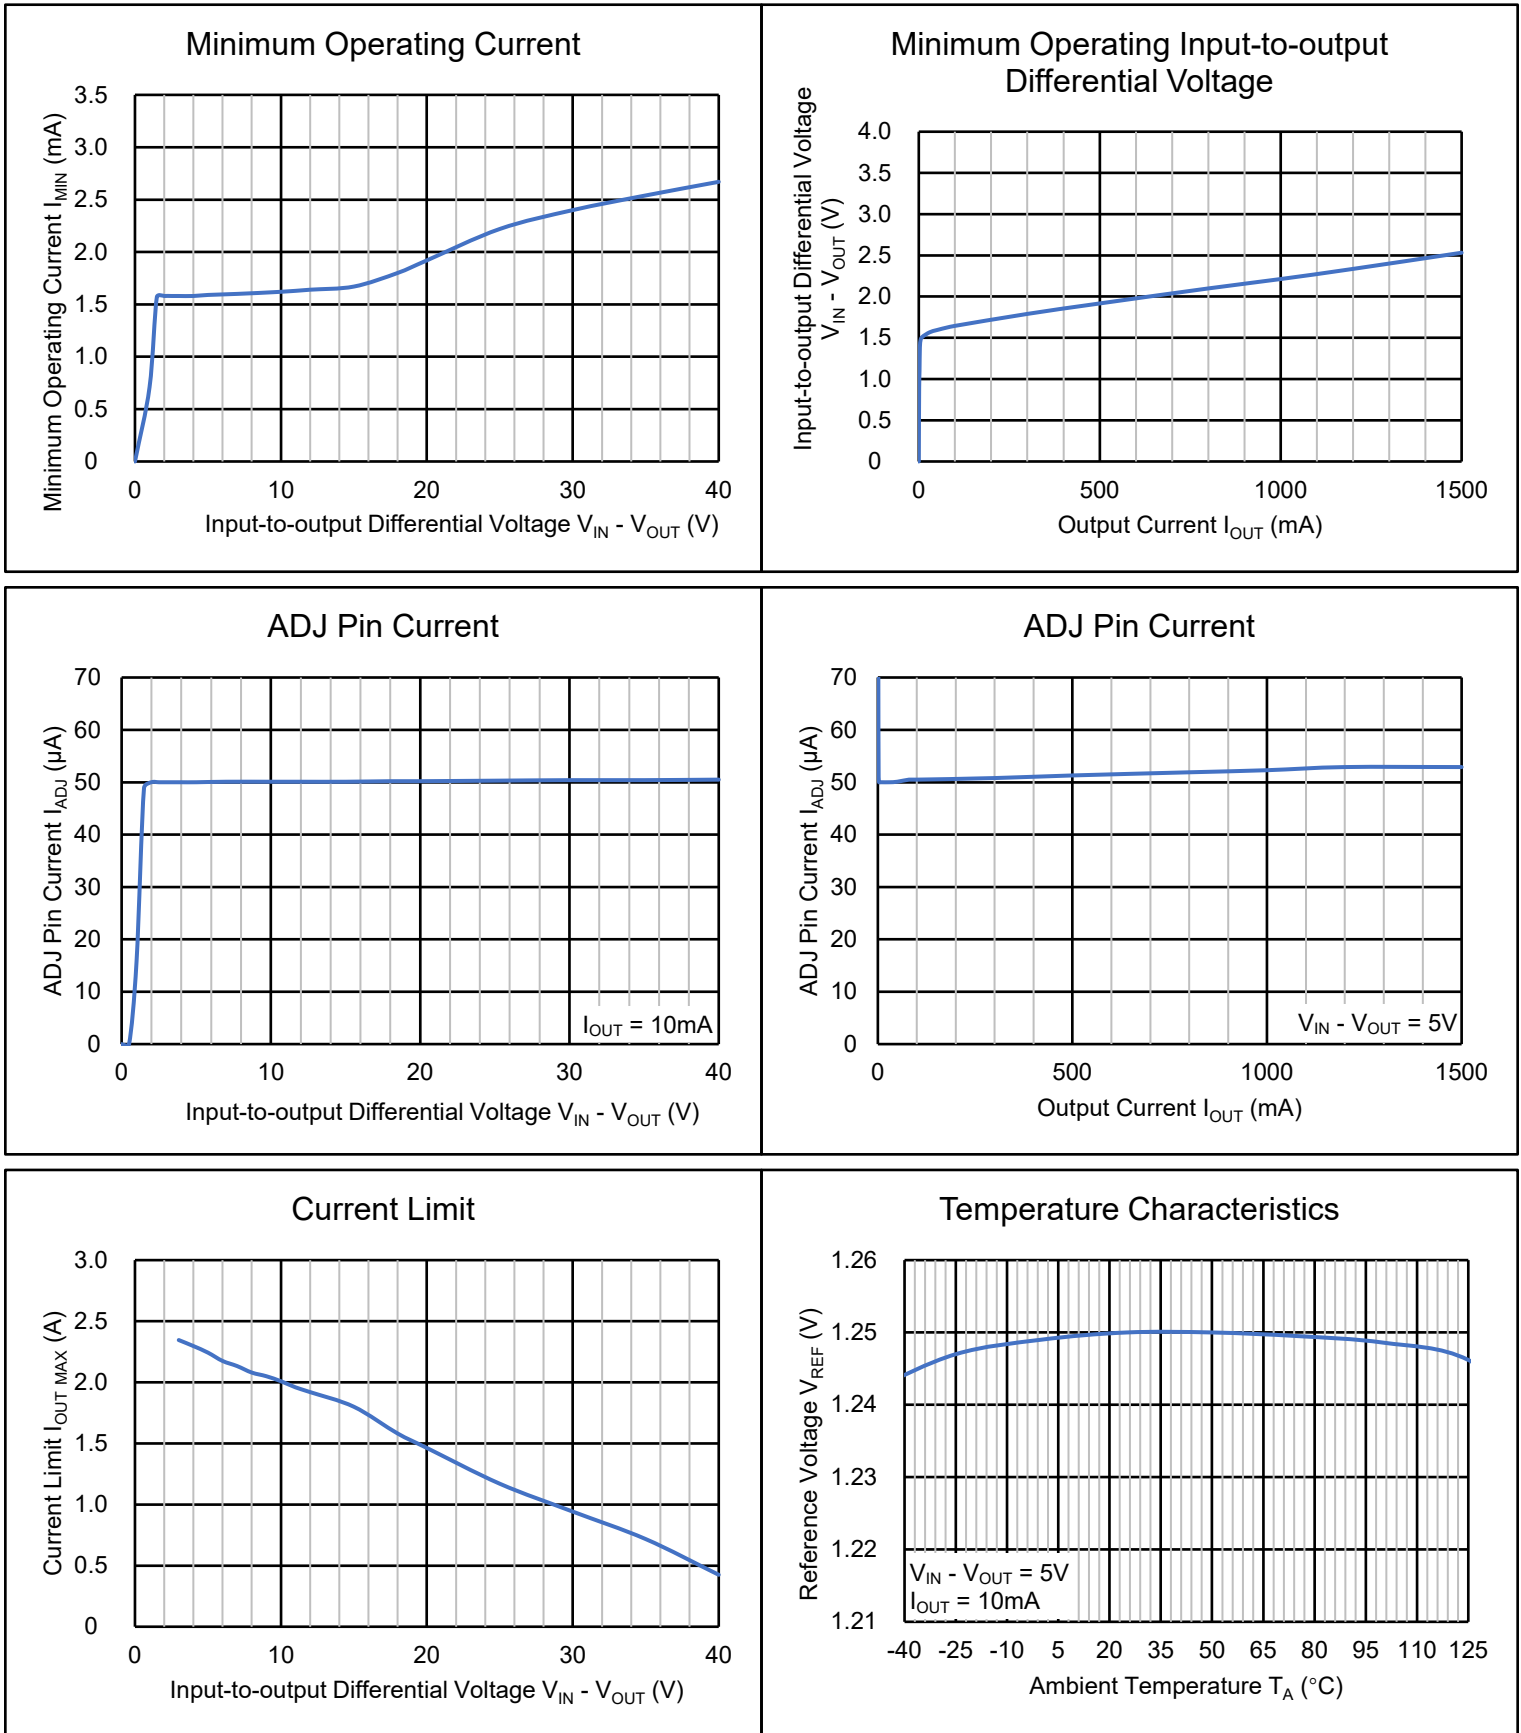 Minimum Operating Current
3.5
3.0
2.5
2.0
1.5
1.0
0.5
0
Minimum Operating Current IMIN (mA)
0 10 20 30 40
Input-to-output Differential Voltage VIN - VOUT (V)
Minimum Operating Input-to-output
Differential Voltage
4.0
3.5
3.0
2.5
2.0
1.5
1.0
0.5
0
Input-to-output Differential Voltage
VIN - VOUT (V)
0 500 1000 1500
Output Current IOUT (mA)
ADJ Pin Current
70
60
50
40
30
20
10
0
ADJ Pin Current IADJ (μA)
IOUT = 10mA
0 10 20 30 40
Input-to-output Differential Voltage VIN - VOUT (V)
ADJ Pin Current
70
60
50
40
30
20
10
0
ADJ Pin Current IADJ (μA)
VIN - VOUT = 5V
0 500 1000 1500
Output Current IOUT (mA)
Current Limit
3.0
2.5
2.0
1.5
1.0
0.5
0
Current Limit IOUT MAX (A)
0 10 20 30 40
Input-to-output Differential Voltage VIN - VOUT (V)
Temperature Characteristics
1.26
1.25
1.24
1.23
1.22
1.21
Reference Voltage VREF (V)
VIN - VOUT = 5V
IOUT = 10mA
-40 -25 -10 5 20 35 50 65 80 95 110 125
Ambient Temperature TA (°C)